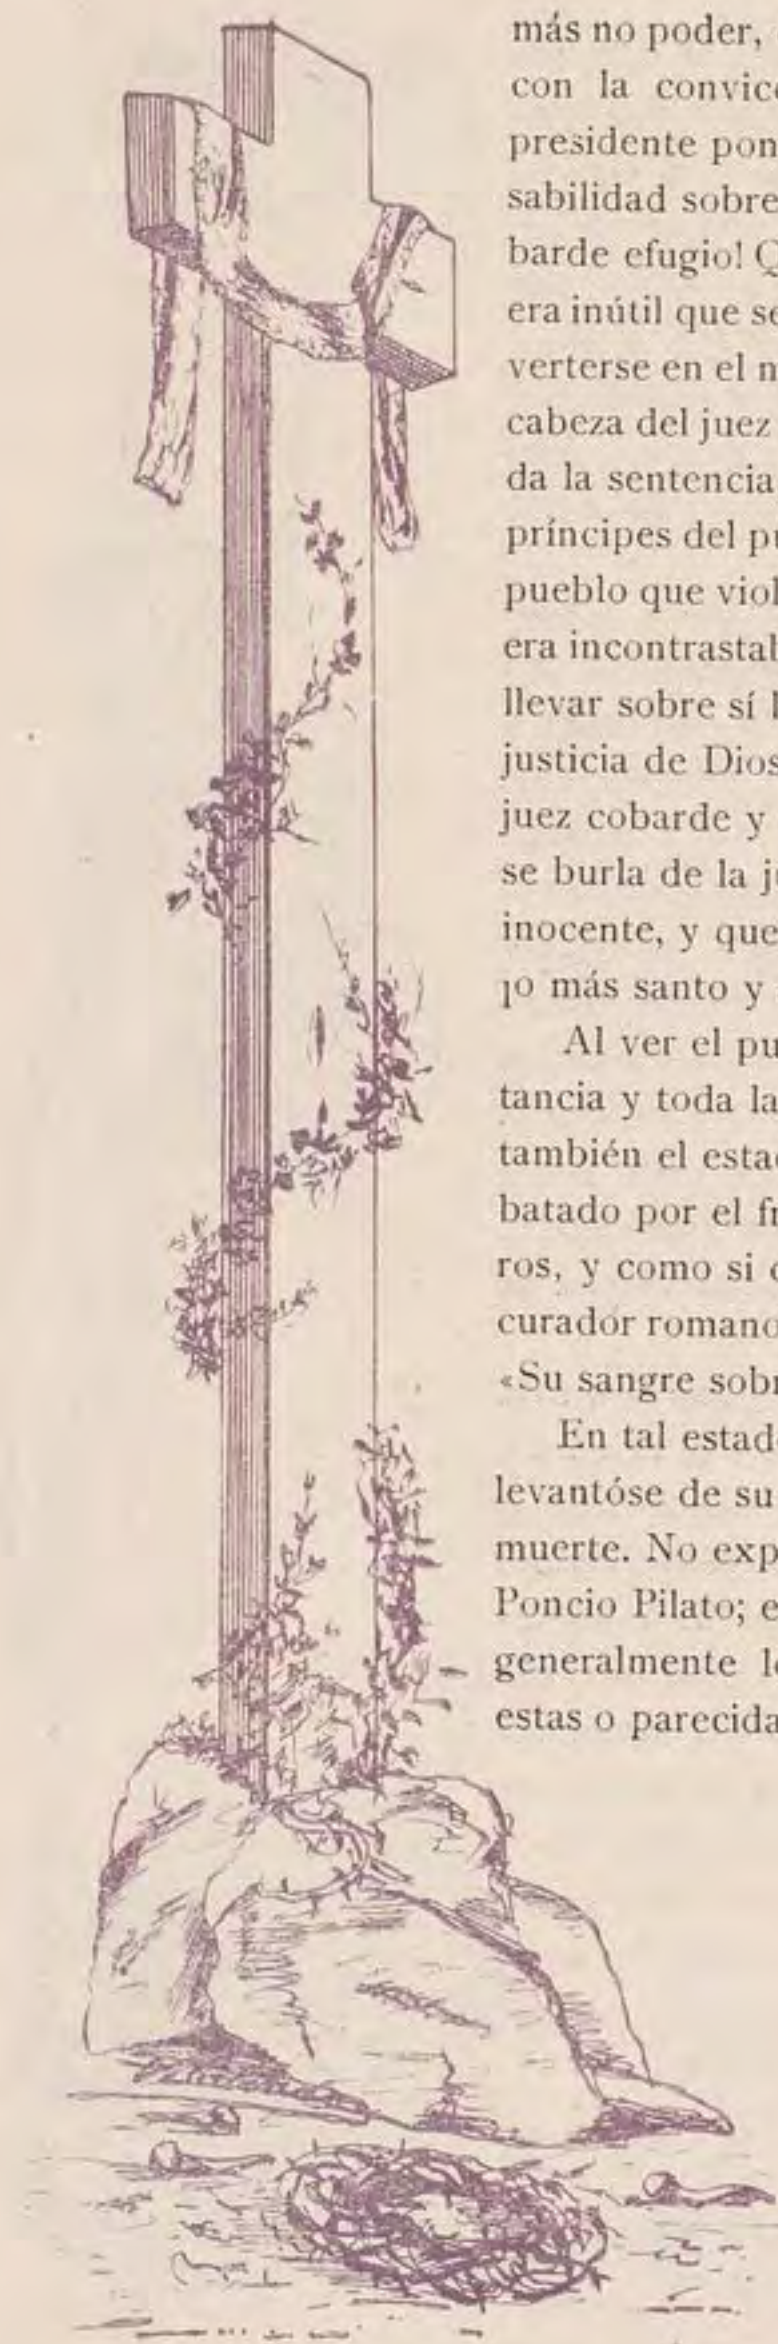 más no poder,
con la convicc
presidente pon
sabilidad sobre
barde efugio! Q
era inútil que se
verterse en el m
cabeza del juez
da la sentencia
príncipes del pu
pueblo que viol
era incontrastab
llevar sobre sí l
justicia de Dios
juez cobarde y
se burla de la ju
inocente, y que
lo más santo y
Al ver el pu
tancia y toda la
también el estad
batado por el fr
ros, y como si
curador romano
«Su sangre sobr
En tal estado
levantóse de su
muerte. No exp
Poncio Pilato; e
generalmente l
estas o parecida